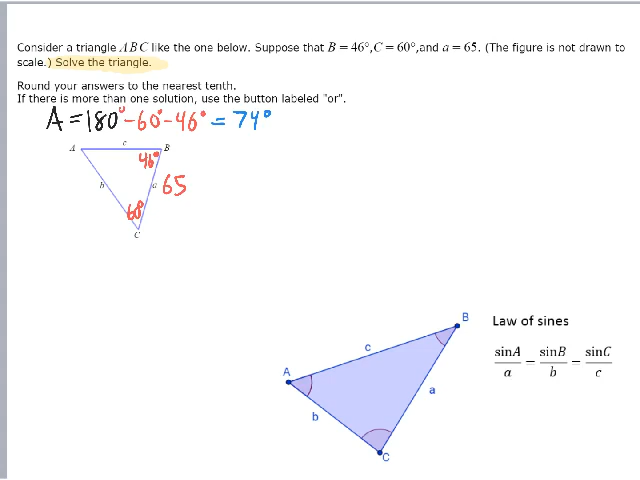 Consider a triangle ABC like the one below. Suppose that B = 46°, C = 60°, and a = 65. (The figure is not drawn to
scale.) Solve the triangle.
Round your answers to the nearest tenth.
If there is more than one solution, use the button labeled "or".
A = 180° - 60° - 46° = 74°
c
A
B
46°
b
a
65
60°
C
B
Law of sines
c
sinA/a = sinB/b = sinC/c
A
a
b
C